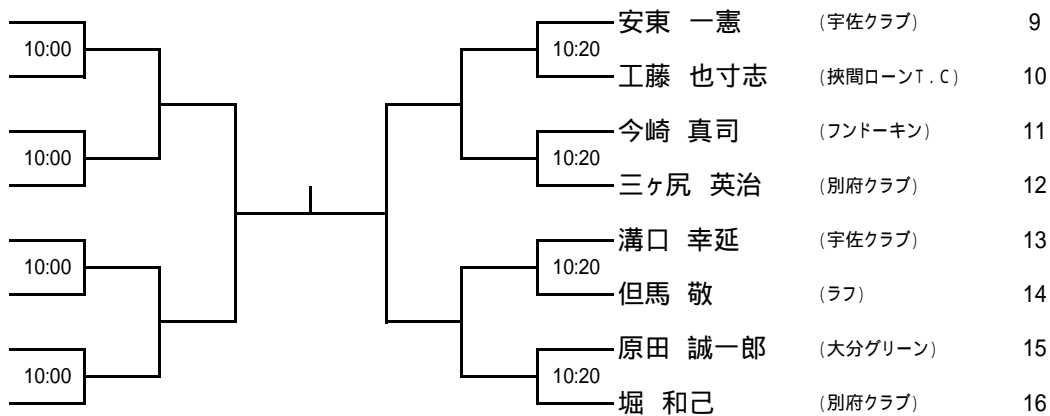 安東 一憲 (宇佐クラブ) 9
10:00 10:20
工藤 也寸志 (挾間ローンT.C) 10
今崎 真司 (フンドーキン) 11
10:00 10:20
三ヶ尻 英治 (別府クラブ) 12
溝口 幸延 (宇佐クラブ) 13
10:00 10:20
但馬 敬 (ラフ) 14
原田 誠一郎 (大分グリーン) 15
10:00 10:20
堀 和己 (別府クラブ) 16